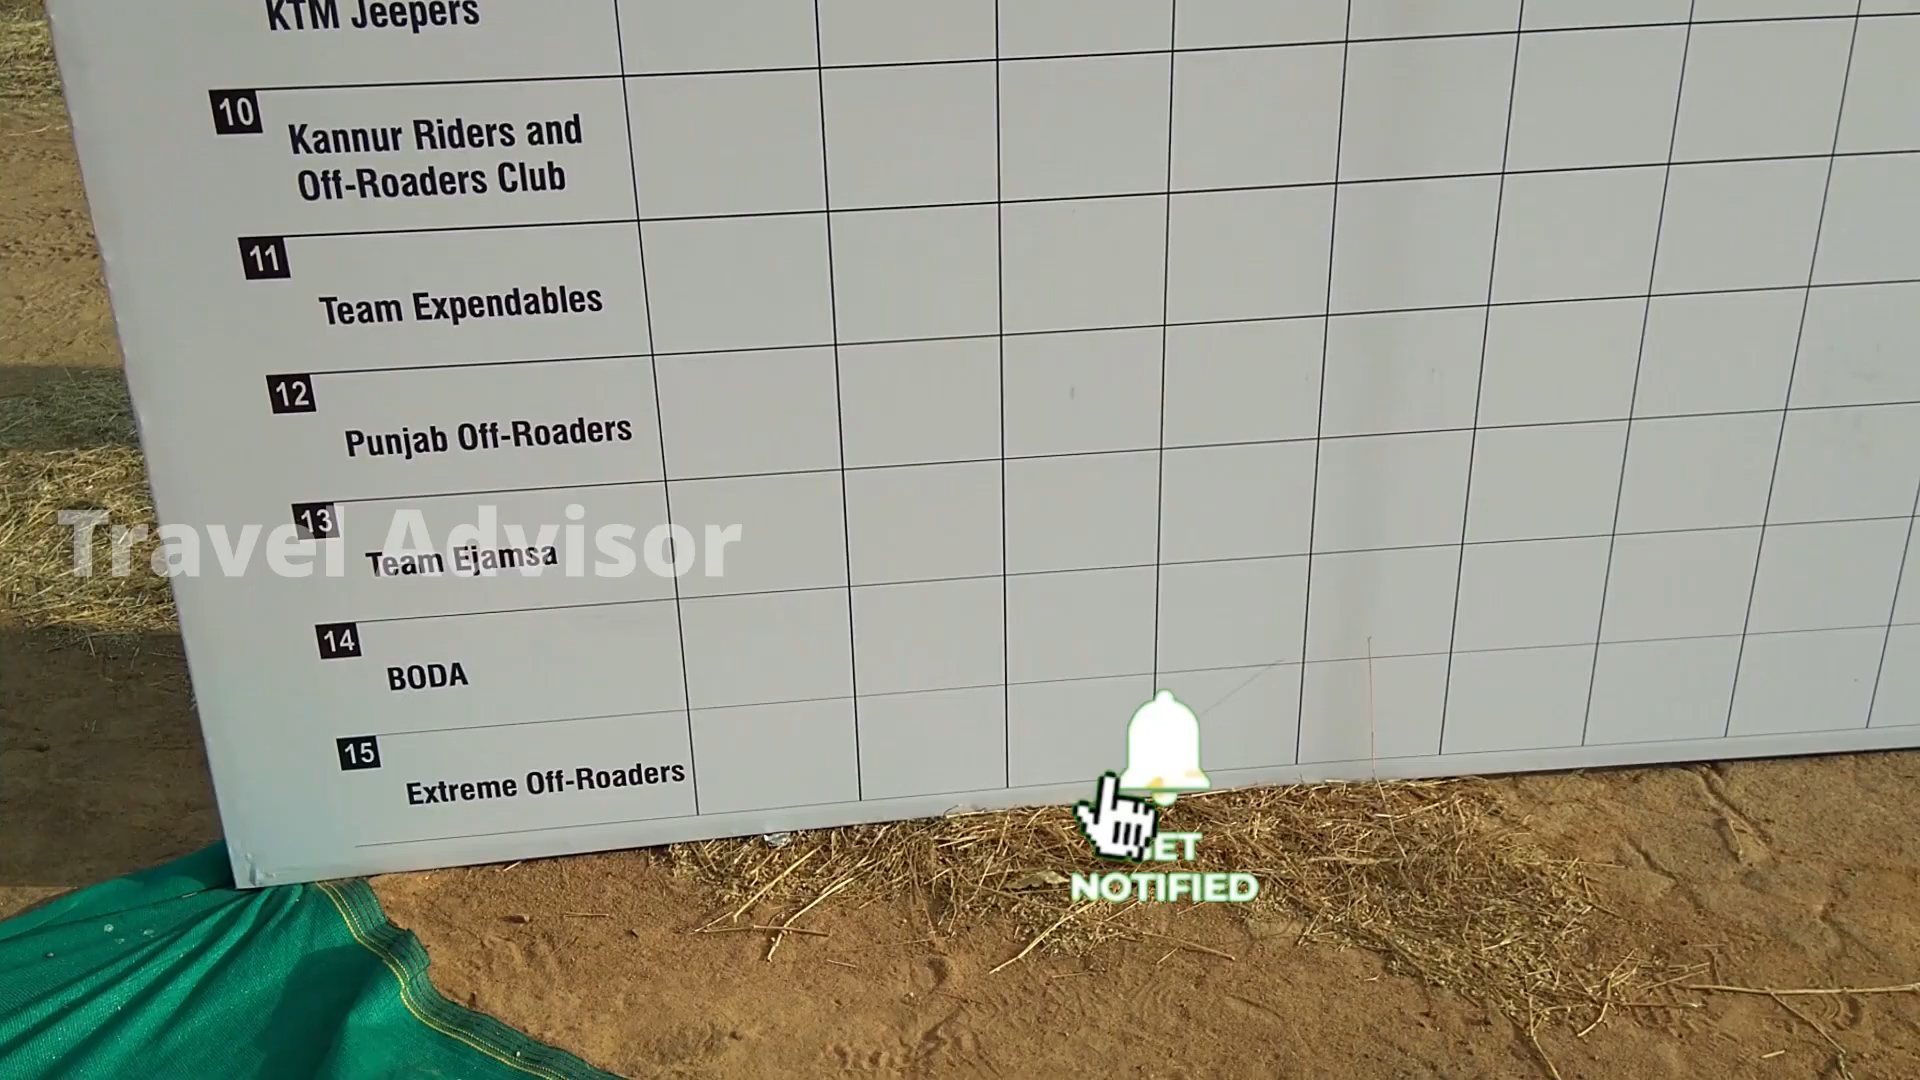 KTM Jeepers
10
Kannur Riders and
Off-Roaders Club
11
Team Expendables
12
Punjab Off-Roaders
13
Team Ejamsa
Travel Advisor
14
BODA
15
Extreme Off-Roaders
NOTIFIED